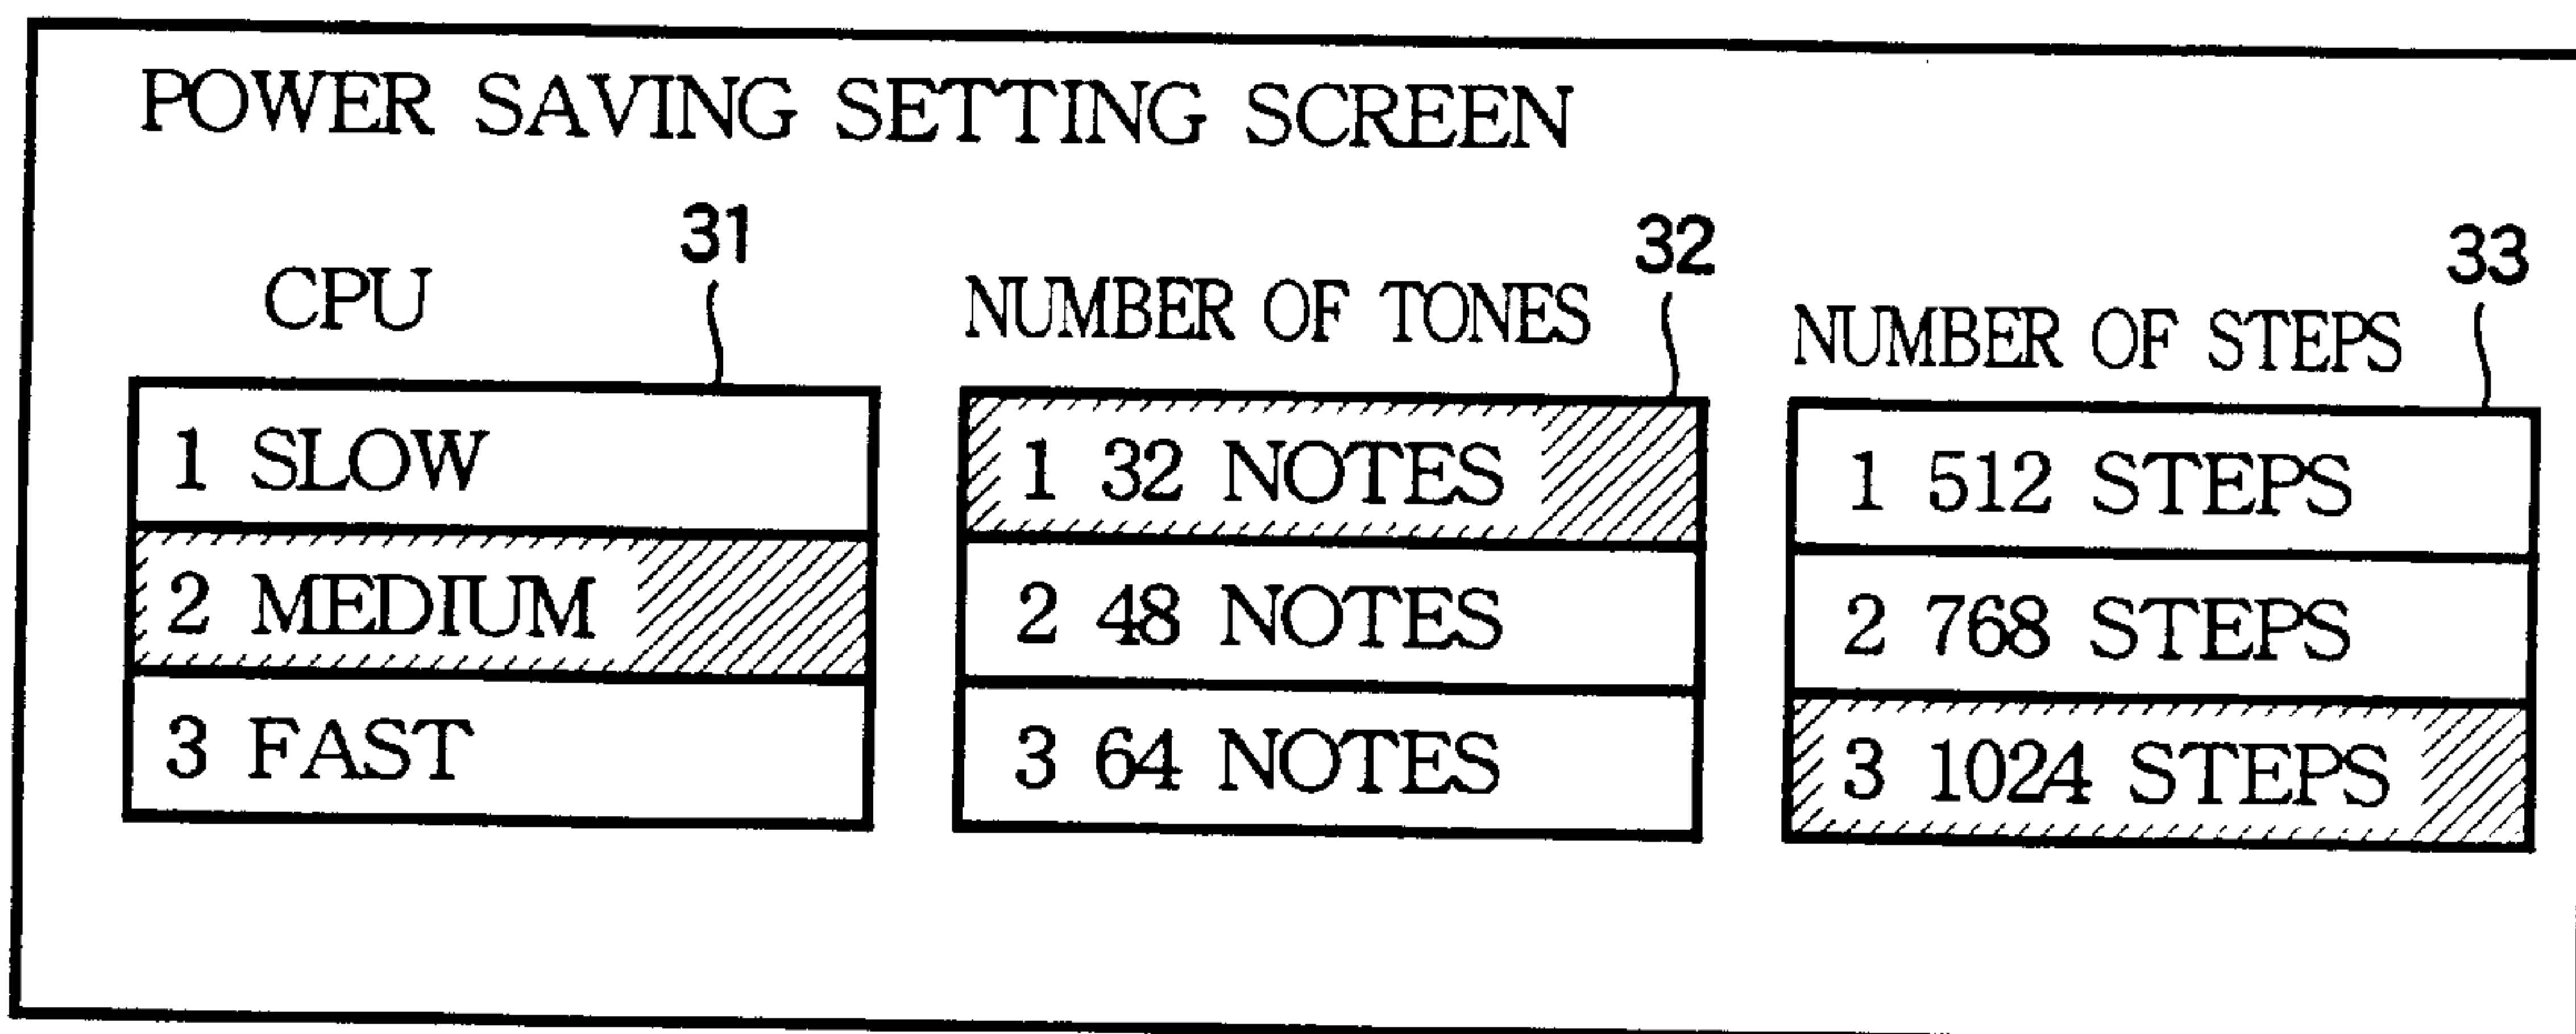 POWER SAVING SETTING SCREEN
31
CPU
1 SLOW
2 MEDIUM
3 FAST
32
NUMBER OF TONES
1 32 NOTES
2 48 NOTES
3 64 NOTES
33
NUMBER OF STEPS
1 512 STEPS
2 768 STEPS
3 1024 STEPS